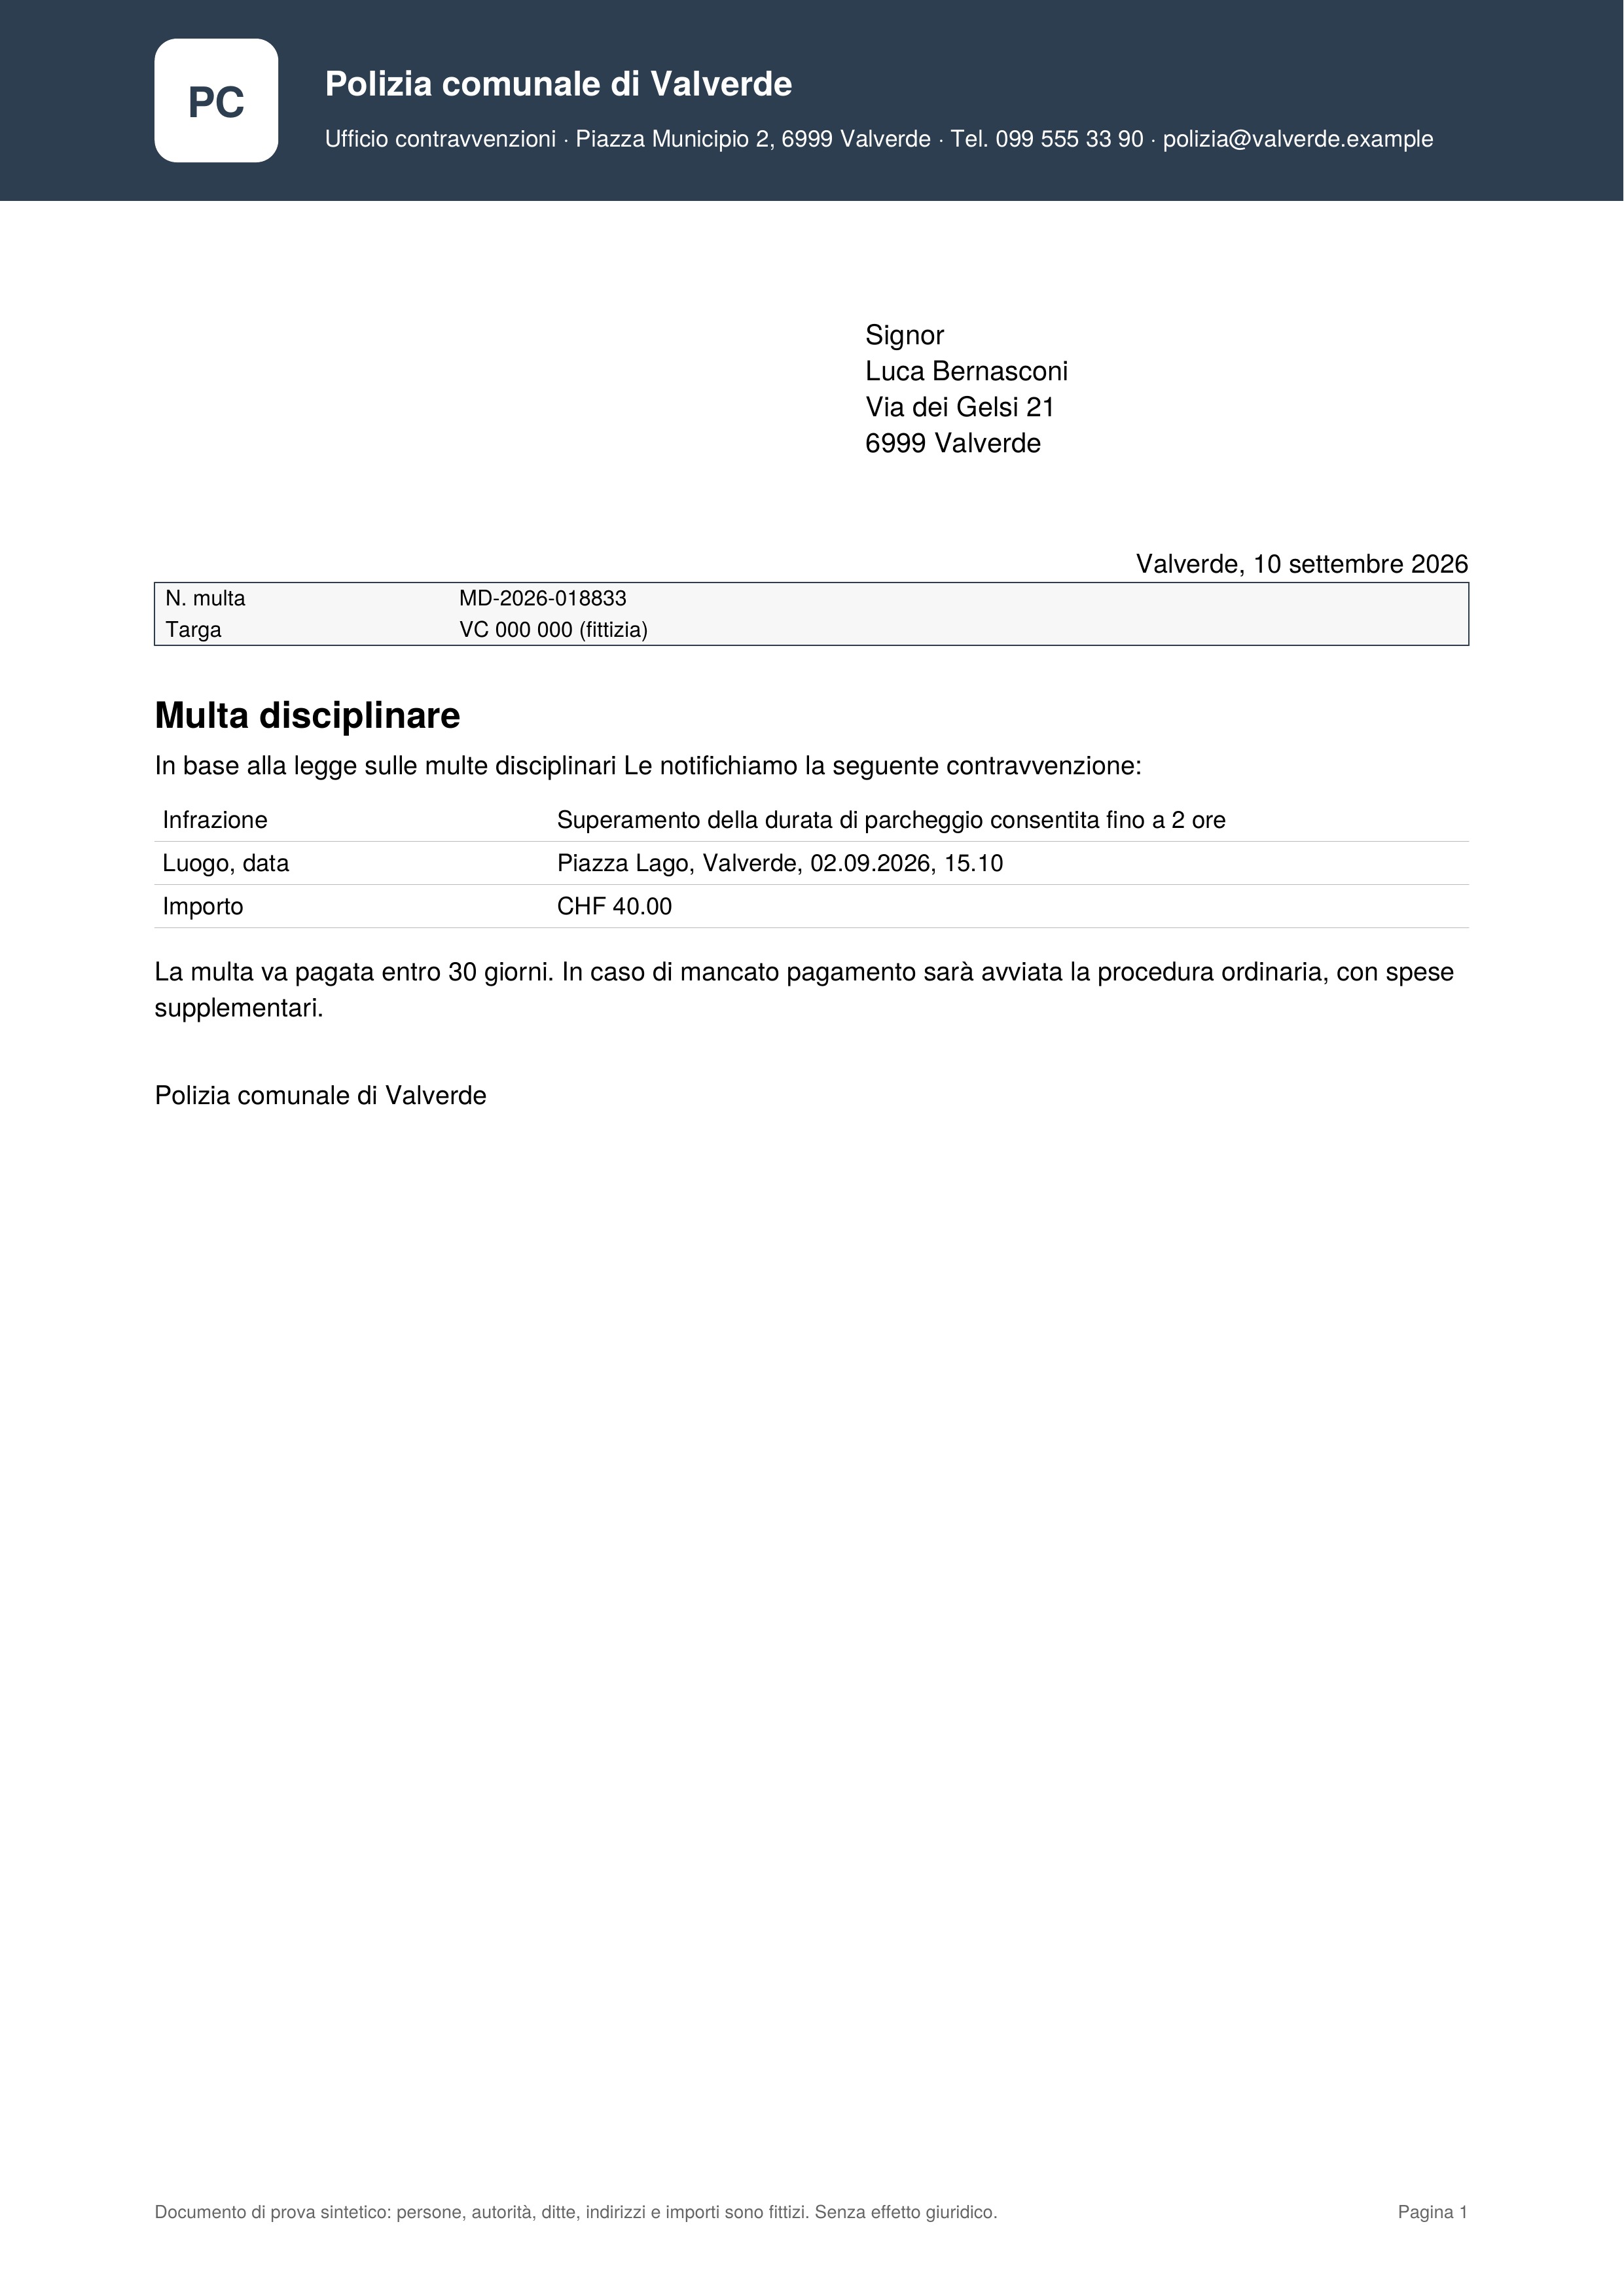 PC
Polizia comunale di Valverde
Ufficio contravvenzioni · Piazza Municipio 2, 6999 Valverde · Tel. 099 555 33 90 · polizia@valverde.example
Signor
Luca Bernasconi
Via dei Gelsi 21
6999 Valverde
Valverde, 10 settembre 2026
N. multa MD-2026-018833
Targa VC 000 000 (fittizia)
Multa disciplinare
In base alla legge sulle multe disciplinari Le notifichiamo la seguente contravvenzione:
Infrazione Superamento della durata di parcheggio consentita fino a 2 ore
Luogo, data Piazza Lago, Valverde, 02.09.2026, 15.10
Importo CHF 40.00
La multa va pagata entro 30 giorni. In caso di mancato pagamento sarà avviata la procedura ordinaria, con spese
supplementari.
Polizia comunale di Valverde
Documento di prova sintetico: persone, autorità, ditte, indirizzi e importi sono fittizi. Senza effetto giuridico. Pagina 1